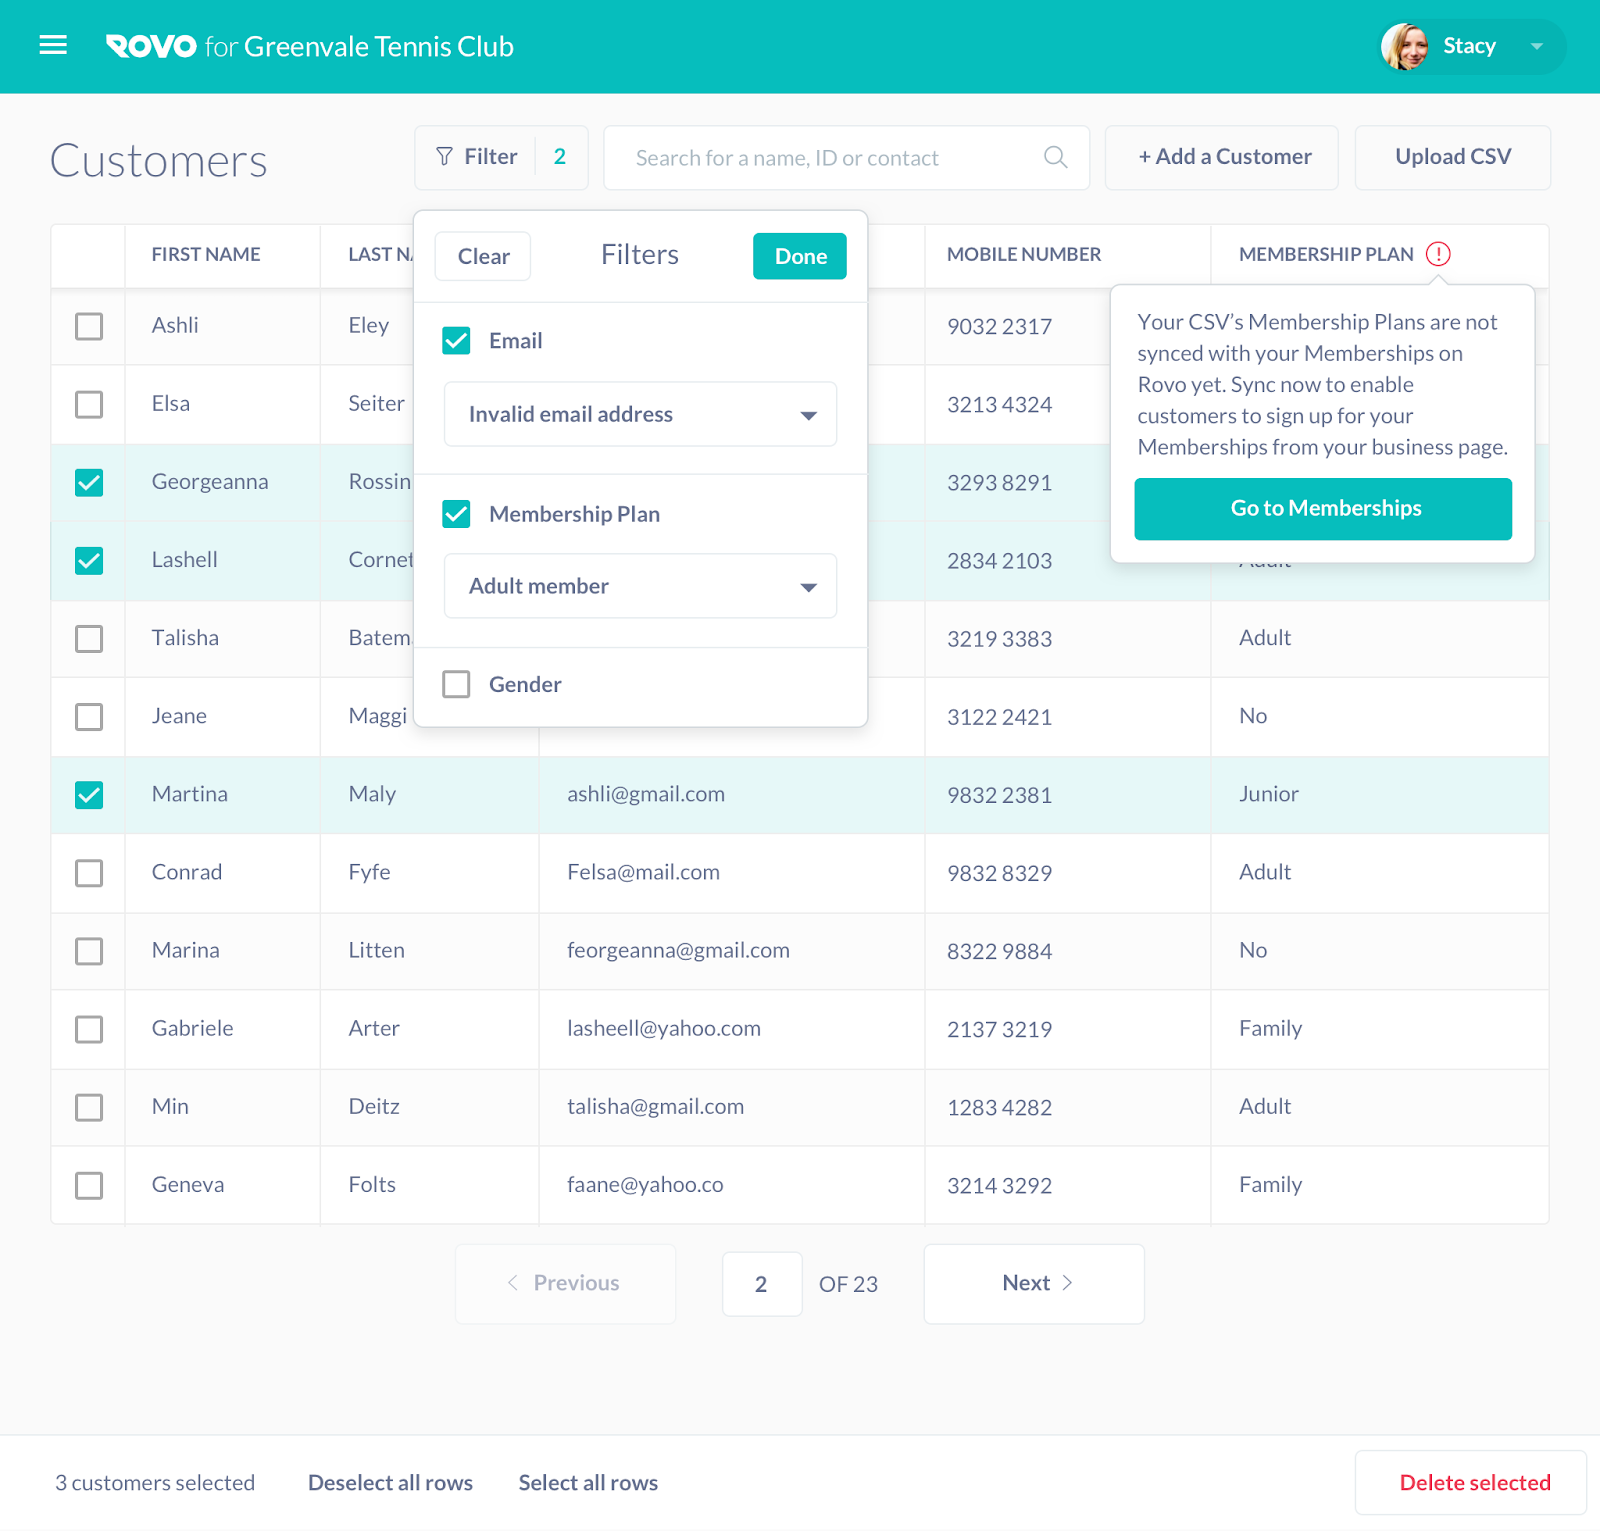 ROVO for Greenvale Tennis Club
Stacy
Customers
Filter 2
Search for a name, ID or contact
+ Add a Customer
Upload CSV
FIRST NAME
LAST NA
MOBILE NUMBER
MEMBERSHIP PLAN
Clear
Filters
Done
Email
Invalid email address
Membership Plan
Adult member
Gender
Your CSV’s Membership Plans are not
synced with your Memberships on
Rovo yet. Sync now to enable
customers to sign up for your
Memberships from your business page.
Go to Memberships
Ashli Eley 9032 2317
Elsa Seiter 3213 4324
Georgeanna Rossin 3293 8291
Lashell Cornet 2834 2103 Adult
Talisha Batem 3219 3383 Adult
Jeane Maggi 3122 2421 No
Martina Maly ashli@gmail.com 9832 2381 Junior
Conrad Fyfe Felsa@mail.com 9832 8329 Adult
Marina Litten feorgeanna@gmail.com 8322 9884 No
Gabriele Arter lasheell@yahoo.com 2137 3219 Family
Min Deitz talisha@gmail.com 1283 4282 Adult
Geneva Folts faane@yahoo.co 3214 3292 Family
Previous
2 OF 23
Next
3 customers selected
Deselect all rows
Select all rows
Delete selected